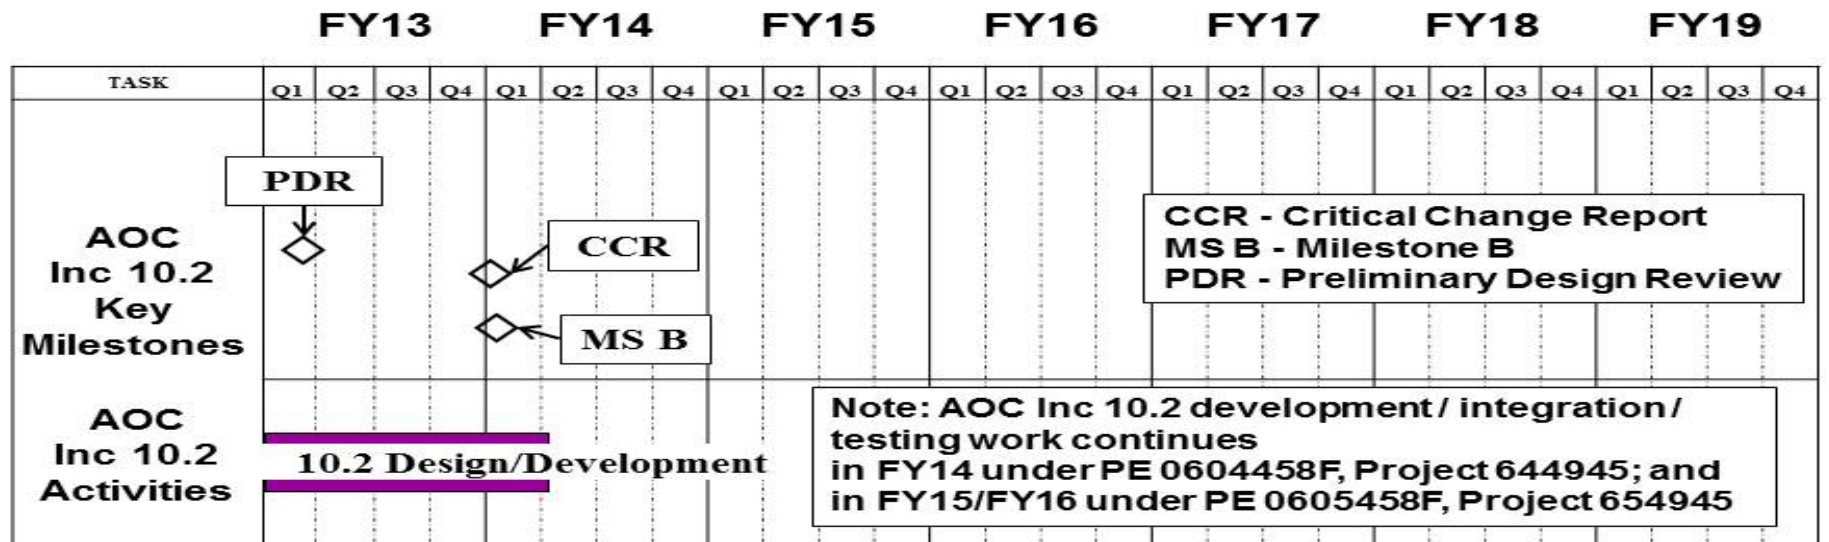 FY13 FY14 FY15 FY16 FY17 FY18 FY19
TASK Q1 Q2 Q3 Q4 Q1 Q2 Q3 Q4 Q1 Q2 Q3 Q4 Q1 Q2 Q3 Q4 Q1 Q2 Q3 Q4 Q1 Q2 Q3 Q4 Q1 Q2 Q3 Q4
AOC
Inc 10.2
Key
Milestones
PDR
CCR
MS B
CCR - Critical Change Report
MS B - Milestone B
PDR - Preliminary Design Review
AOC
Inc 10.2
Activities
10.2 Design/Development
Note: AOC Inc 10.2 development / integration /
testing work continues
in FY14 under PE 0604458F, Project 644945; and
in FY15/FY16 under PE 0605458F, Project 654945